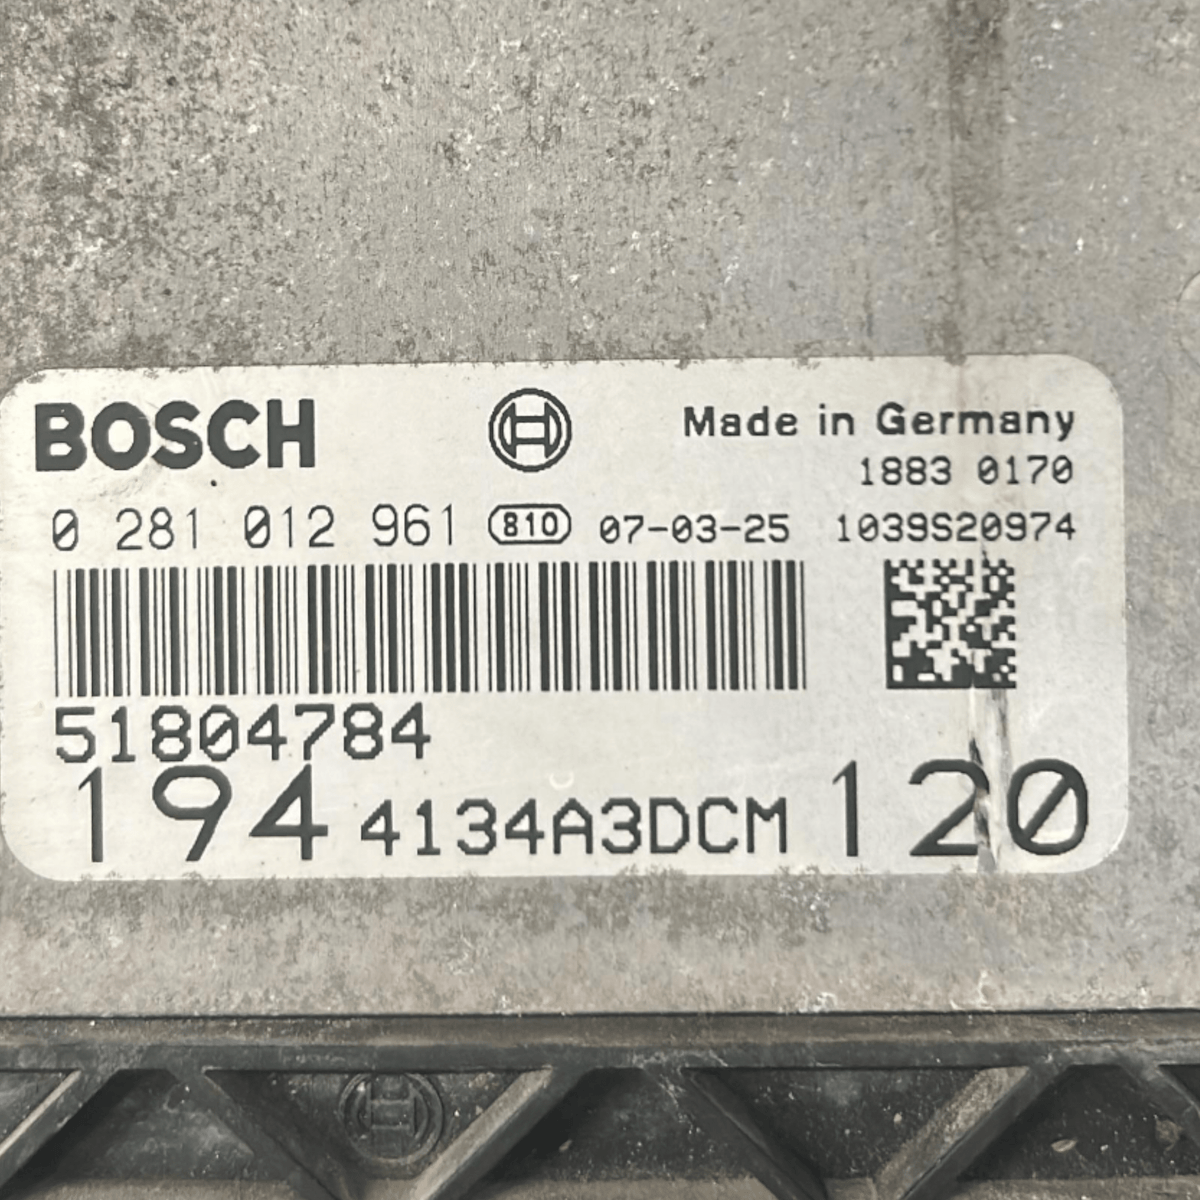 BOSCH
Made in Germany
1883 0170
0 281 012 961 810 07-03-25 1039S20974
51804784
194 4134A3DCM 120